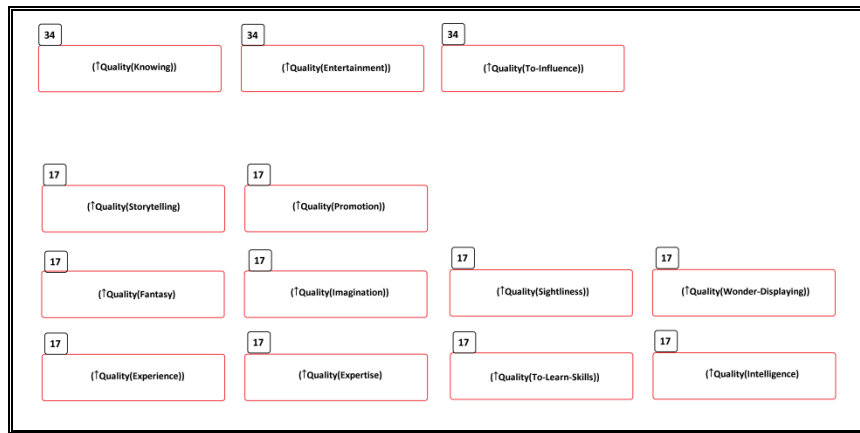 34 34 34
(↑Quality(Knowing)) (↑Quality(Entertainment)) (↑Quality(To-Influence))
17 17
(↑Quality(Storytelling) (↑Quality(Promotion))
17 17 17 17
(↑Quality(Fantasy) (↑Quality(Imagination)) (↑Quality(Sightliness)) (↑Quality(Wonder-Displaying))
17 17 17 17
(↑Quality(Experience)) (↑Quality(Expertise) (↑Quality(To-Learn-Skills)) (↑Quality(Intelligence)